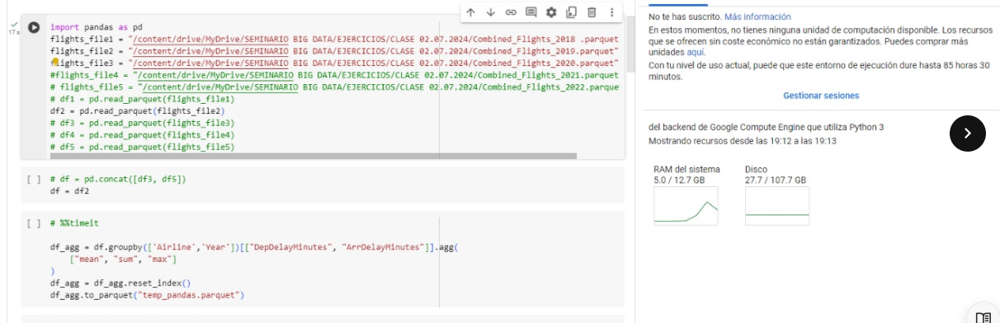 17 s
import pandas as pd
flights_file1 = "/content/drive/MyDrive/SEMINARIO BIG DATA/EJERCICIOS/CLASE 02.07.2024/Combined_Flights_2018 .parquet
flights_file2 = "/content/drive/MyDrive/SEMINARIO BIG DATA/EJERCICIOS/CLASE 02.07.2024/Combined_Flights_2019.parquet"
flights_file3 = "/content/drive/MyDrive/SEMINARIO BIG DATA/EJERCICIOS/CLASE 02.07.2024/Combined_Flights_2020.parquet"
#flights_file4 = "/content/drive/MyDrive/SEMINARIO BIG DATA/EJERCICIOS/CLASE 02.07.2024/Combined_Flights_2021.parquet
# flights_file5 = "/content/drive/MyDrive/SEMINARIO BIG DATA/EJERCICIOS/CLASE 02.07.2024/Combined_Flights_2022.parque
# df1 = pd.read_parquet(flights_file1)
df2 = pd.read_parquet(flights_file2)
# df3 = pd.read_parquet(flights_file3)
# df4 = pd.read_parquet(flights_file4)
# df5 = pd.read_parquet(flights_file5)
[ ] # df = pd.concat([df3, df5])
df = df2
[ ] # %%timeit
df_agg = df.groupby(['Airline','Year'])[["DepDelayMinutes", "ArrDelayMinutes"]].agg(
["mean", "sum", "max"]
)
df_agg = df_agg.reset_index()
df_agg.to_parquet("temp_pandas.parquet")
No te has suscrito. Más información
En estos momentos, no tienes ninguna unidad de computación disponible. Los recursos
que se ofrecen sin coste económico no están garantizados. Puedes comprar más
unidades aquí.
Con tu nivel de uso actual, puede que este entorno de ejecución dure hasta 85 horas 30
minutos.
Gestionar sesiones
del backend de Google Compute Engine que utiliza Python 3
Mostrando recursos desde las 19:12 a las 19:13
RAM del sistema
5.0 / 12.7 GB
Disco
27.7 / 107.7 GB